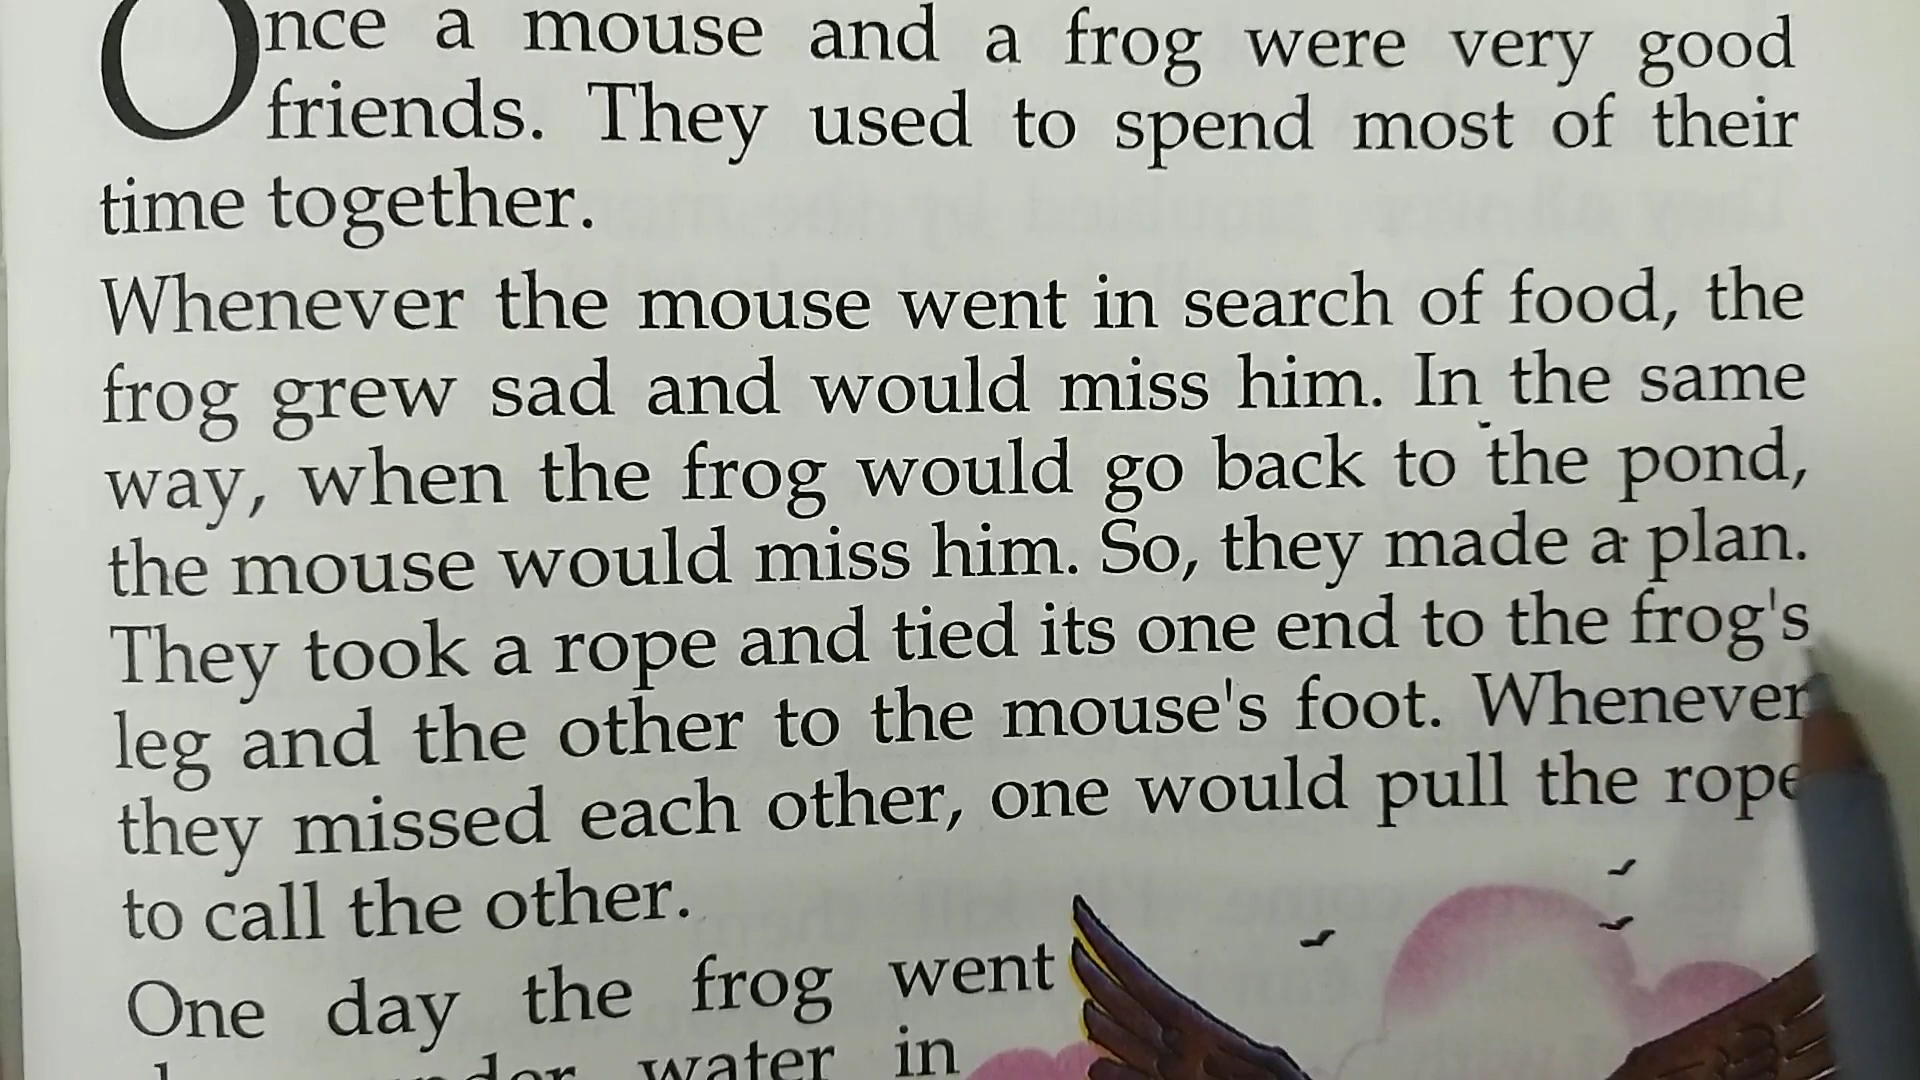 Once a mouse and a frog were very good
friends. They used to spend most of their
time together.
Whenever the mouse went in search of food, the
frog grew sad and would miss him. In the same
way, when the frog would go back to the pond,
the mouse would miss him. So, they made a plan.
They took a rope and tied its one end to the frog's
leg and the other to the mouse's foot. Whenever
they missed each other, one would pull the rope
to call the other.
One day the frog went
water in